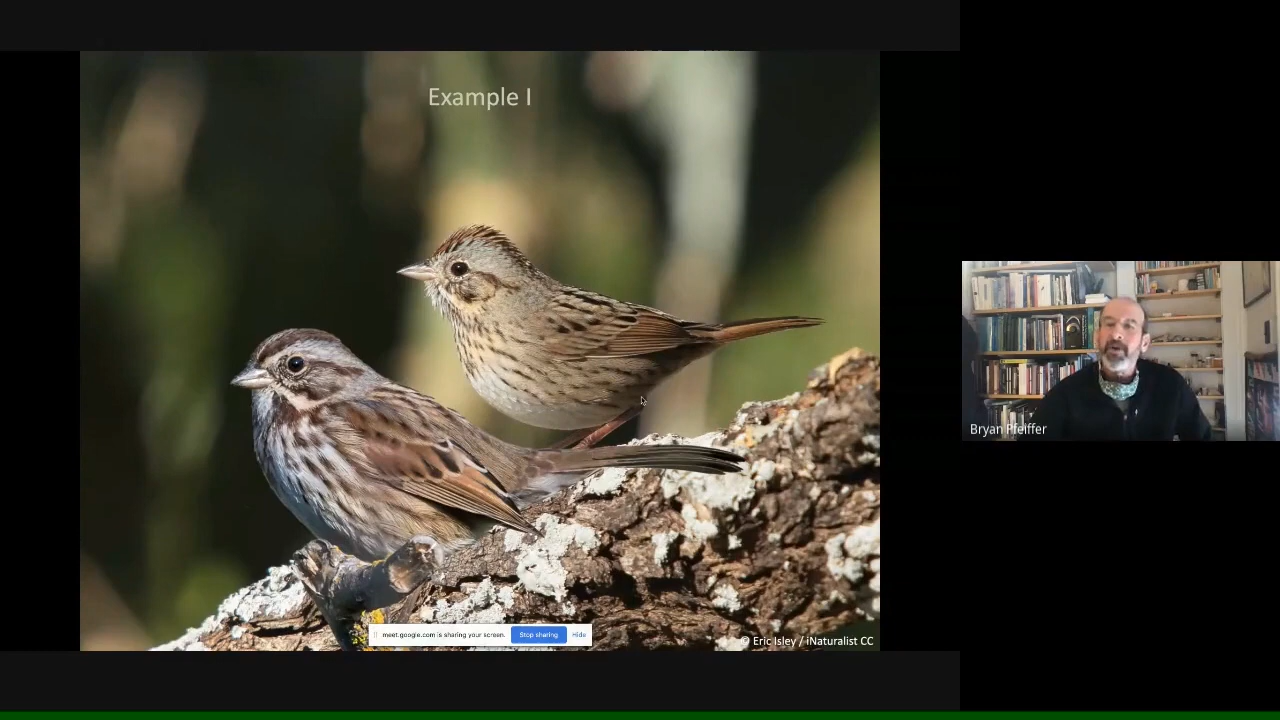 Example I
Bryan Pfeiffer
meet.google.com is sharing your screen. Stop sharing Hide
© Eric Isley / iNaturalist CC